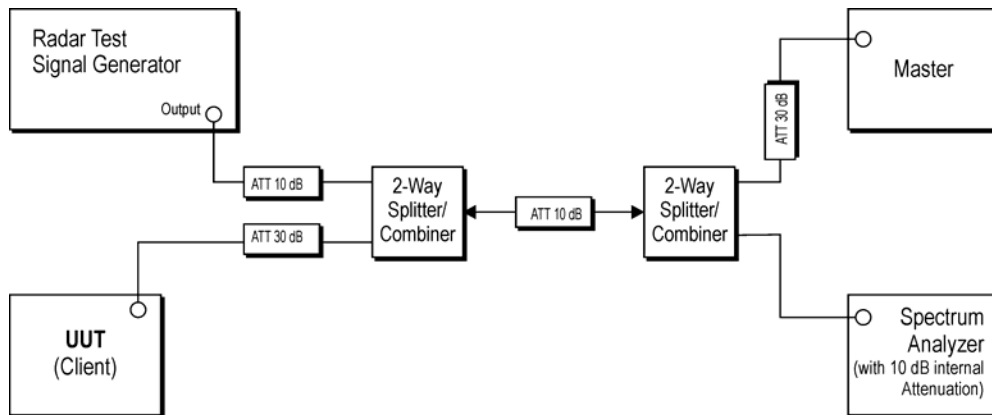 Radar Test
Signal Generator
Output
ATT 10 dB
ATT 30 dB
UUT
(Client)
2-Way
Splitter/
Combiner
ATT 10 dB
2-Way
Splitter/
Combiner
ATT 30 dB
Master
Spectrum
Analyzer
(with 10 dB internal
Attenuation)